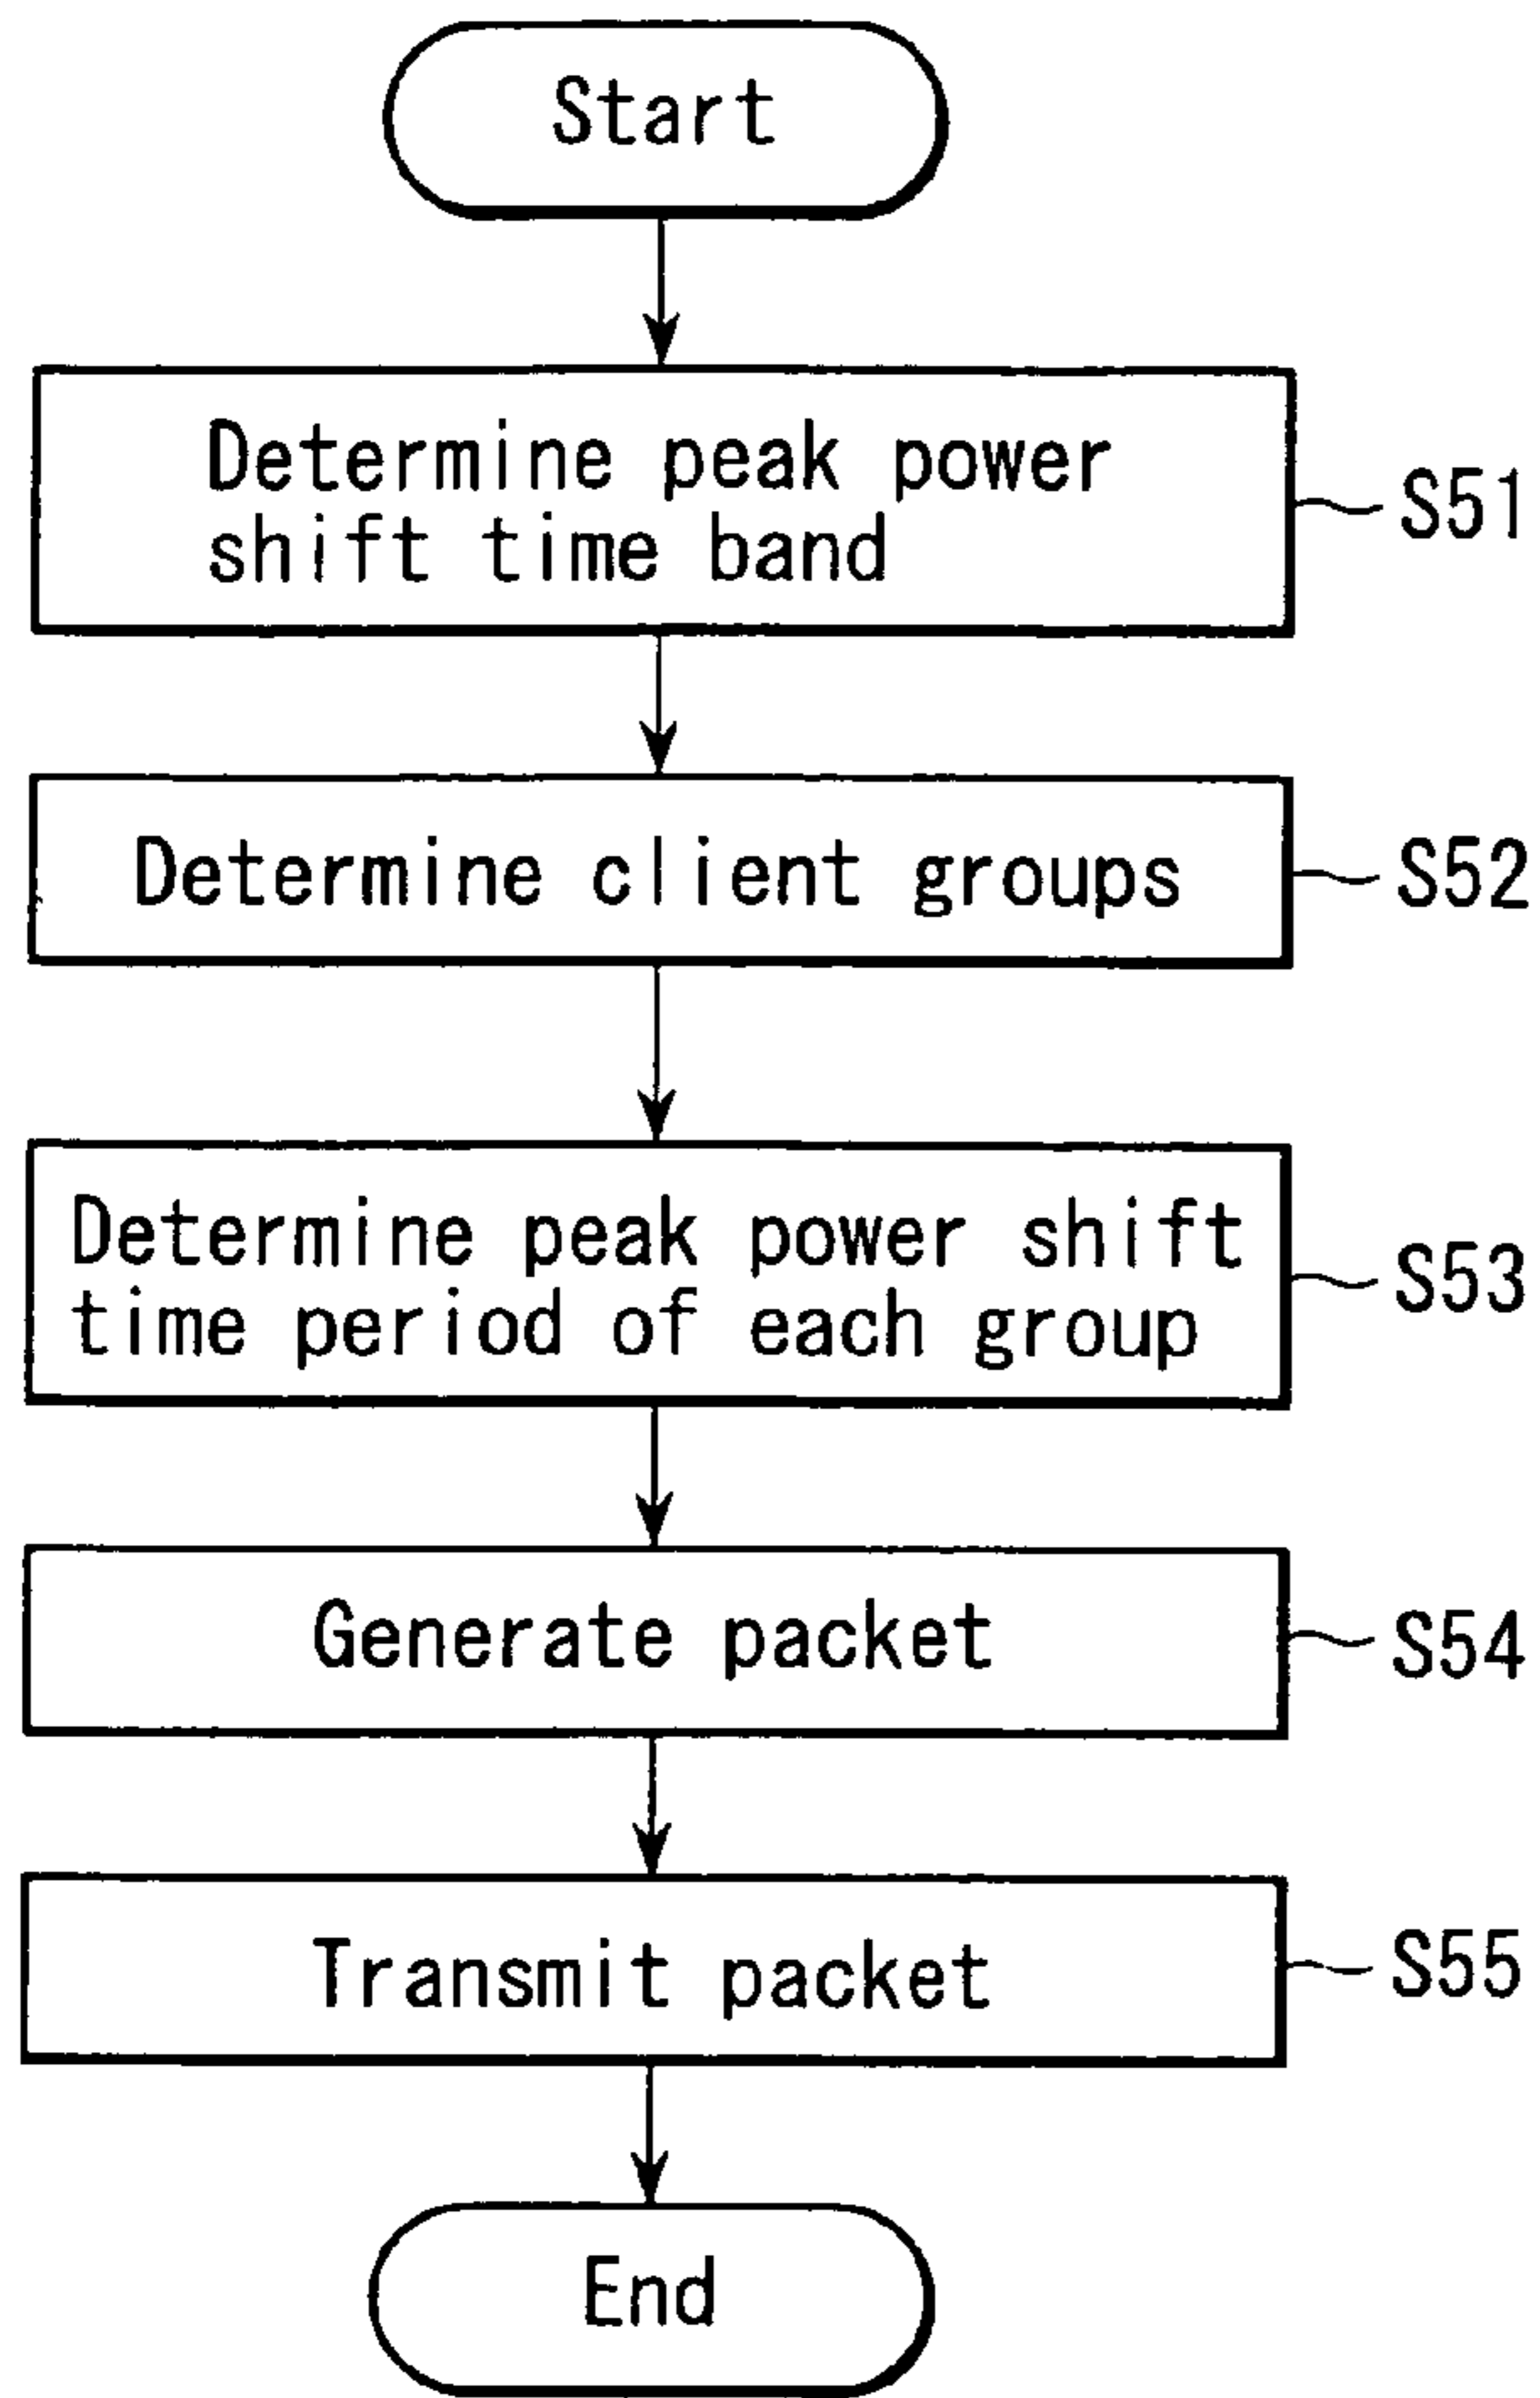 Start
Determine peak power
shift time band
S51
Determine client groups
S52
Determine peak power shift
time period of each group
S53
Generate packet
S54
Transmit packet
S55
End